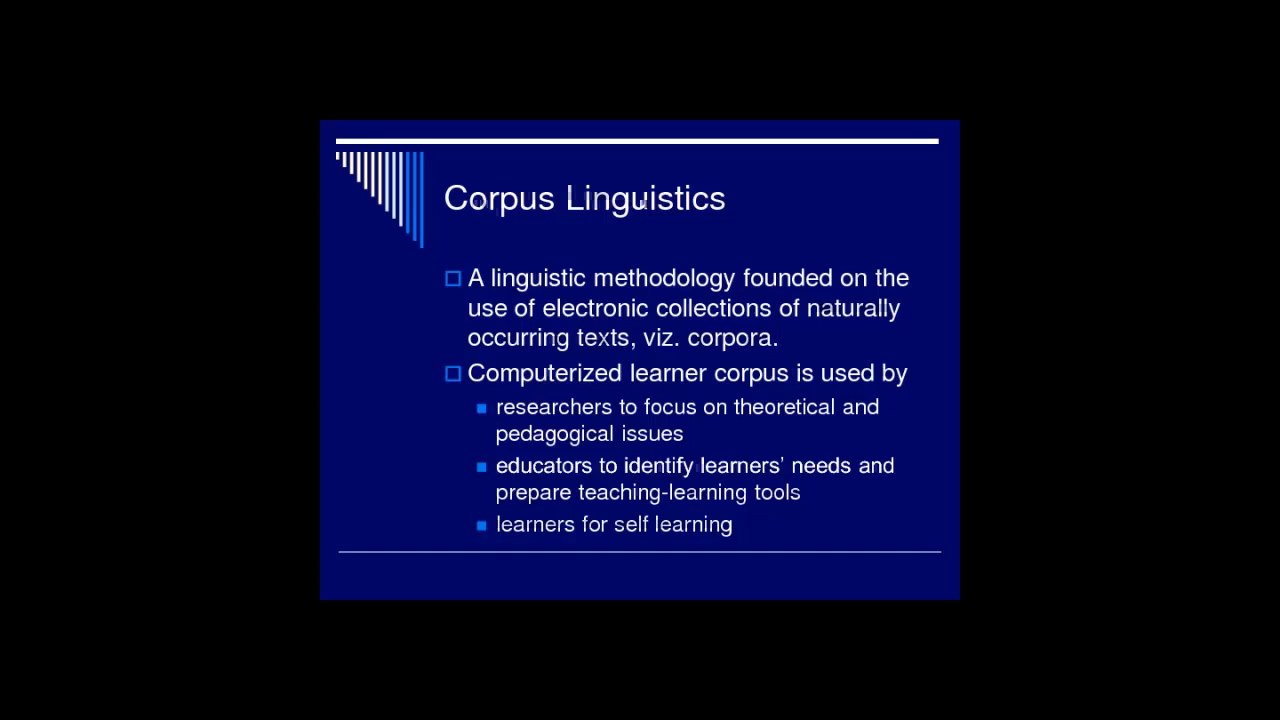 Corpus Linguistics
A linguistic methodology founded on the
use of electronic collections of naturally
occurring texts, viz. corpora.
Computerized learner corpus is used by
researchers to focus on theoretical and
pedagogical issues
educators to identify learners' needs and
prepare teaching-learning tools
learners for self learning